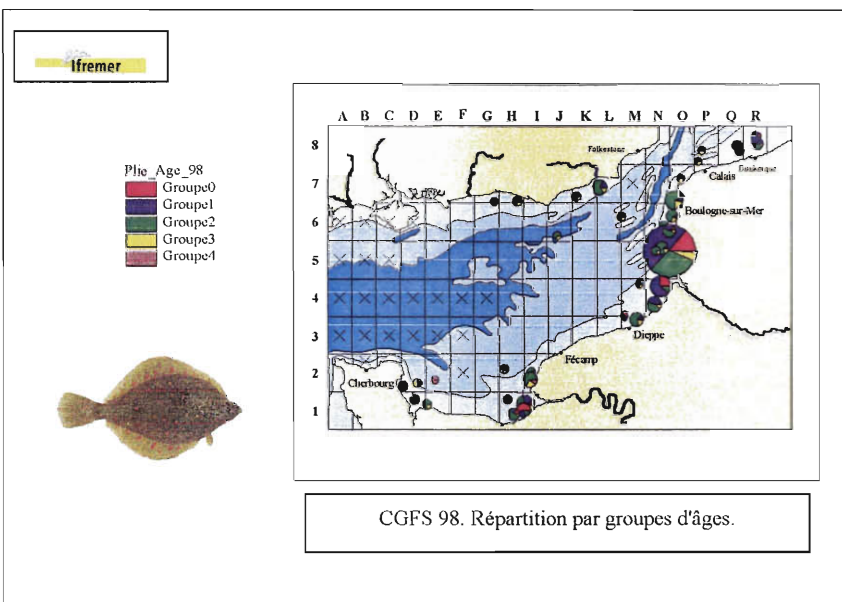 Ifremer
Plie_Age_98
Groupe0
Groupe1
Groupe2
Groupe3
Groupe4
A B C D E F G H I J K L M N O P Q R
8
7
6
5
4
3
2
1
Folkestone
Dunkerque
Calais
Boulogne-sur-Mer
Dieppe
Fécamp
Cherbourg
CGFS 98. Répartition par groupes d'âges.